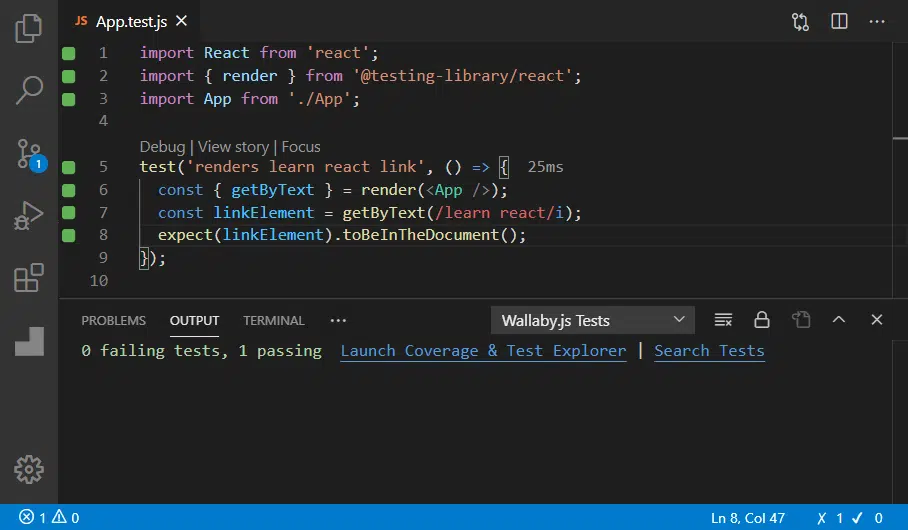 JS App.test.js
1 import React from 'react';
2 import { render } from '@testing-library/react';
3 import App from './App';
4
Debug | View story | Focus
5 test('renders learn react link', () => { 25ms
6 const { getByText } = render(<App />);
7 const linkElement = getByText(/learn react/i);
8 expect(linkElement).toBeInTheDocument();
9 });
10
1
PROBLEMS OUTPUT TERMINAL ··· Wallaby.js Tests
0 failing tests, 1 passing Launch Coverage & Test Explorer | Search Tests
1 0 Ln 8, Col 47 ✗ 1 ✓ 0